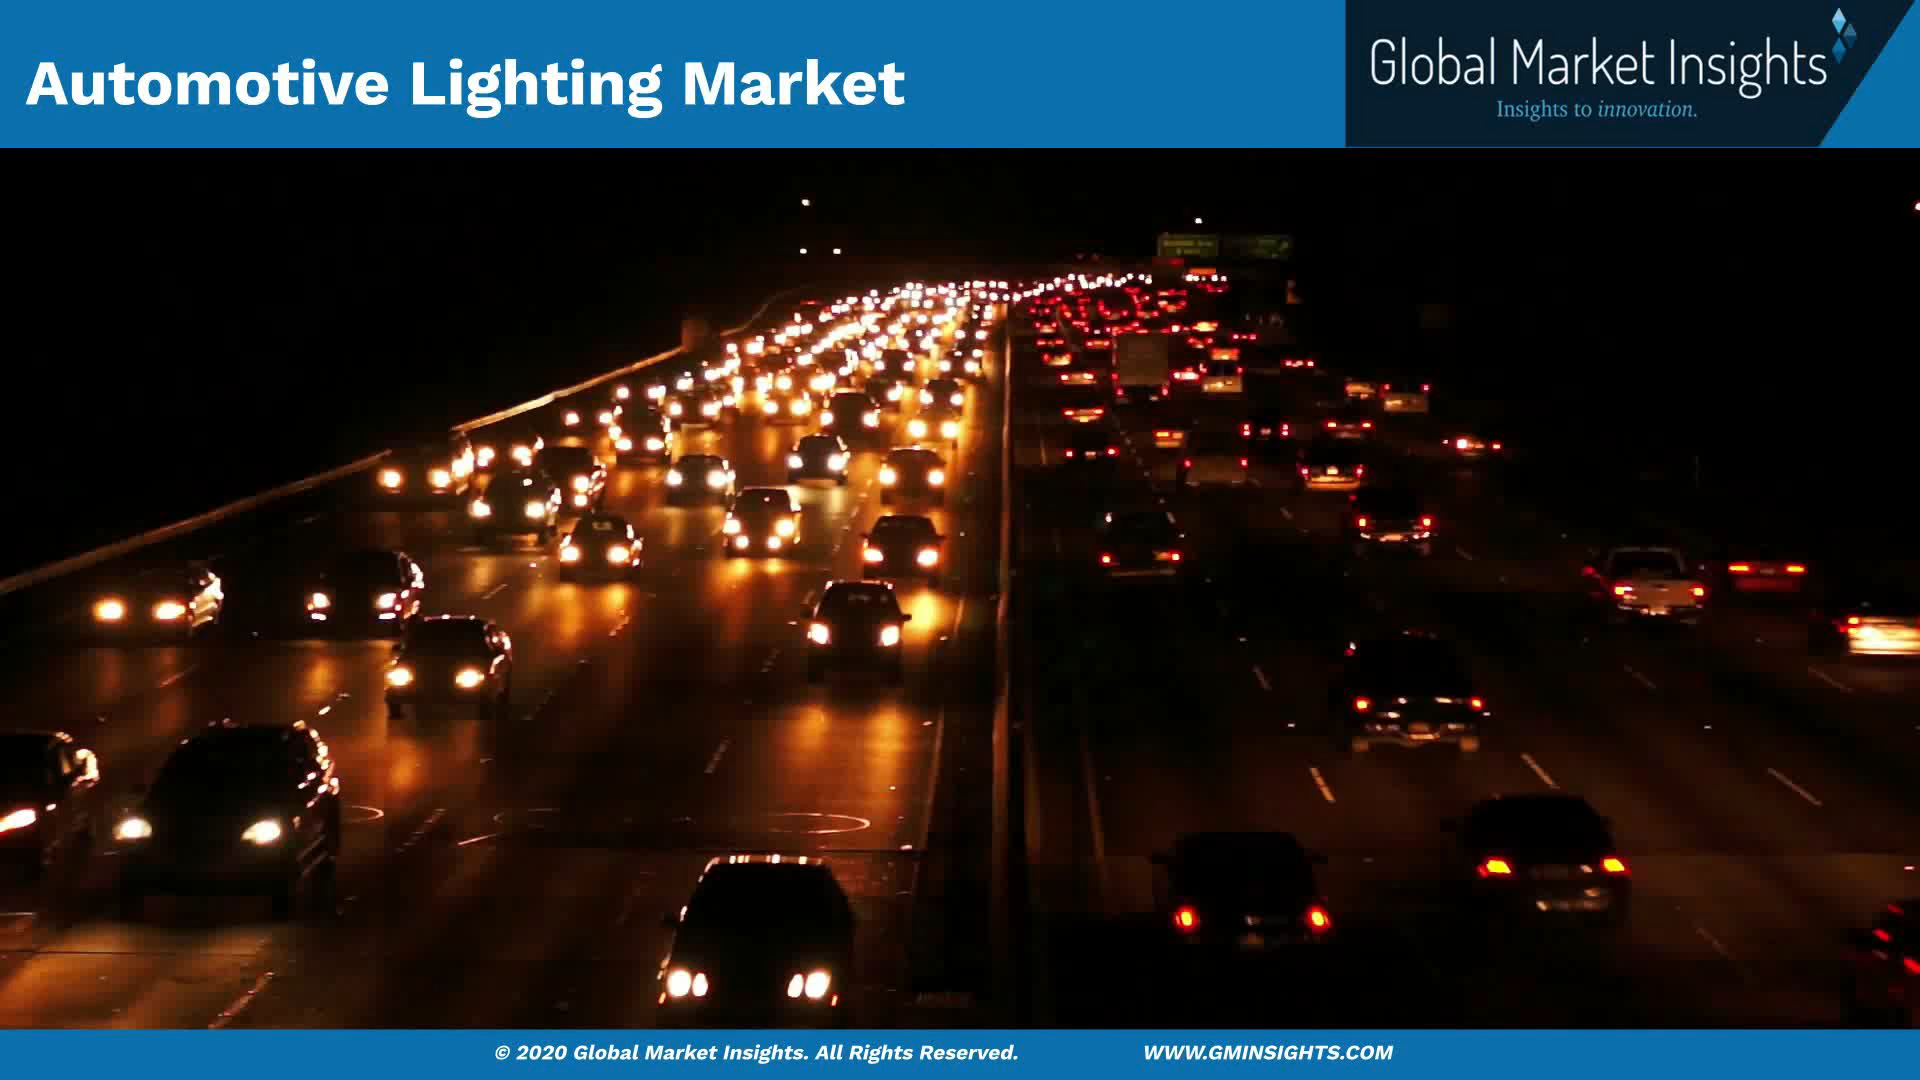 Automotive Lighting Market
Global Market Insights
Insights to innovation.
© 2020 Global Market Insights. All Rights Reserved.
WWW.GMINSIGHTS.COM